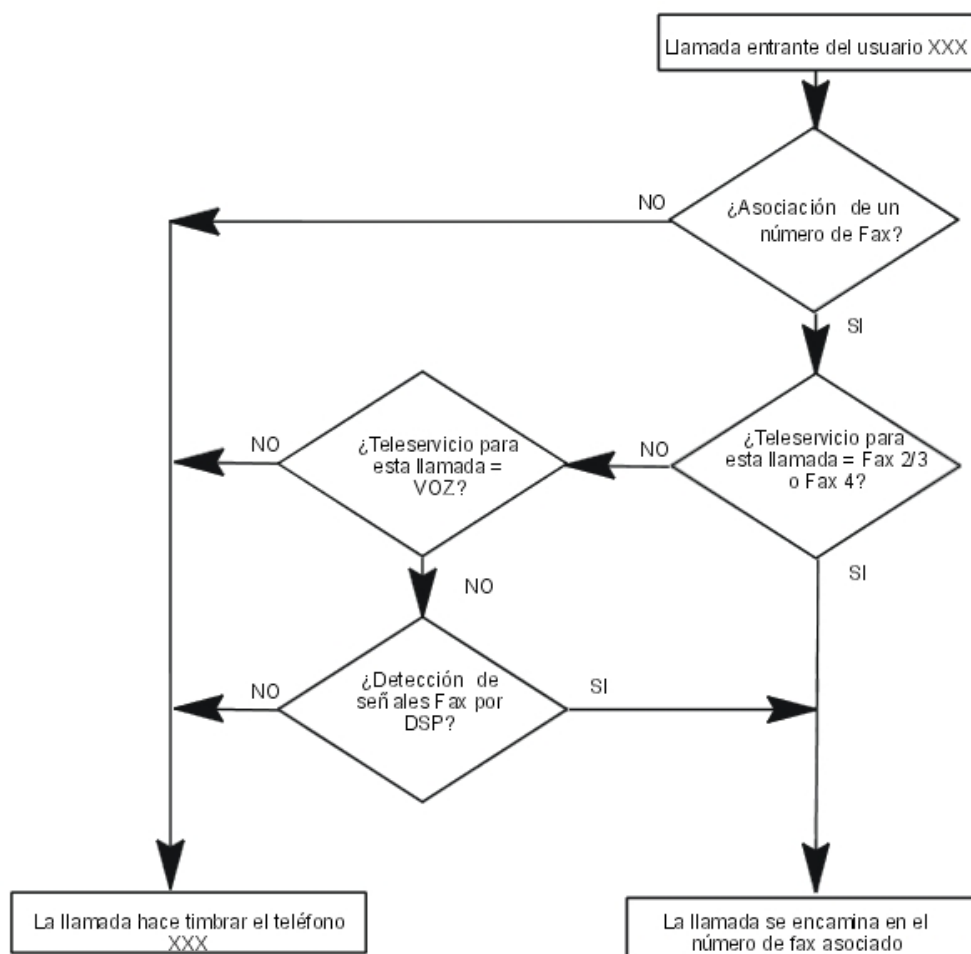 Llamada entrante del usuario XXX
NO
¿Asociación de un
número de Fax?
SI
NO
¿Teleservicio para
esta llamada =
VOZ?
NO
¿Teleservicio para
esta llamada = Fax 2/3
o Fax 4?
NO
SI
NO
¿Detección de
señales Fax por
DSP?
SI
La llamada hace timbrar el teléfono
XXX
La llamada se encamina en el
número de fax asociado